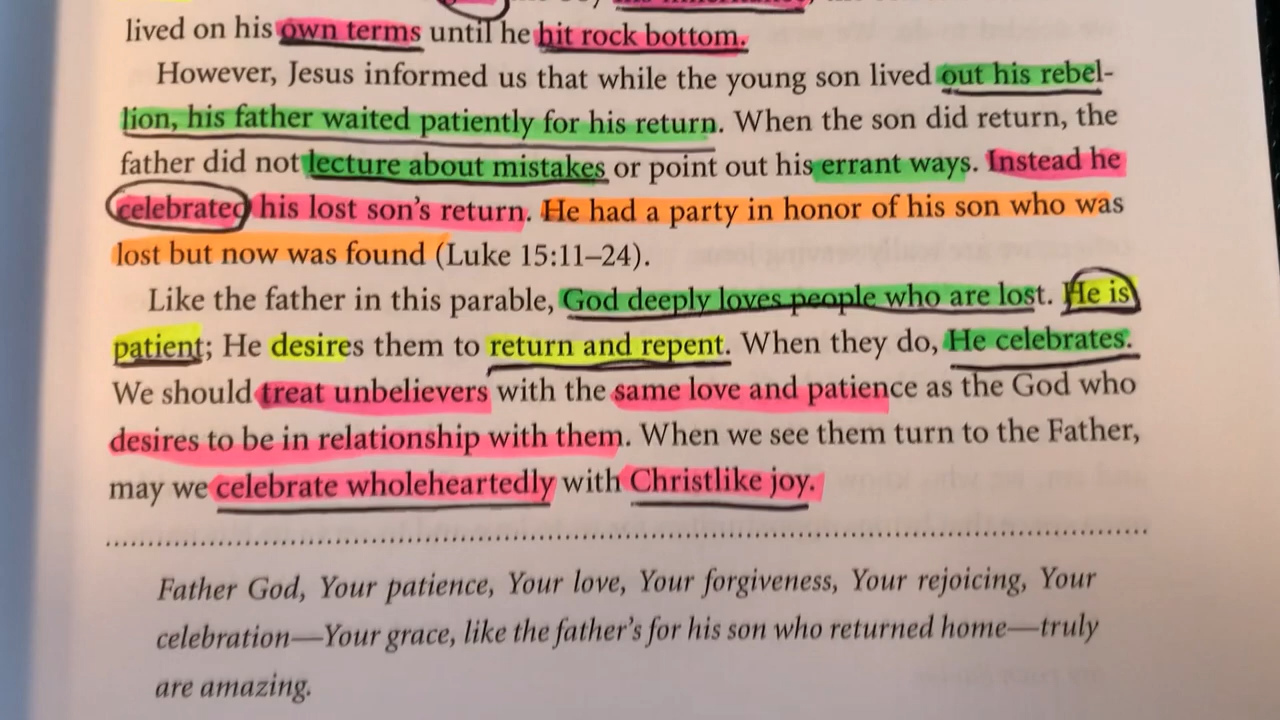 lived on his own terms until he hit rock bottom.
However, Jesus informed us that while the young son lived out his rebel-
lion, his father waited patiently for his return. When the son did return, the
father did not lecture about mistakes or point out his errant ways. Instead he
celebrated his lost son's return. He had a party in honor of his son who was
lost but now was found (Luke 15:11–24).
Like the father in this parable, God deeply loves people who are lost. He is
patient; He desires them to return and repent. When they do, He celebrates.
We should treat unbelievers with the same love and patience as the God who
desires to be in relationship with them. When we see them turn to the Father,
may we celebrate wholeheartedly with Christlike joy.
Father God, Your patience, Your love, Your forgiveness, Your rejoicing, Your
celebration—Your grace, like the father's for his son who returned home—truly
are amazing.